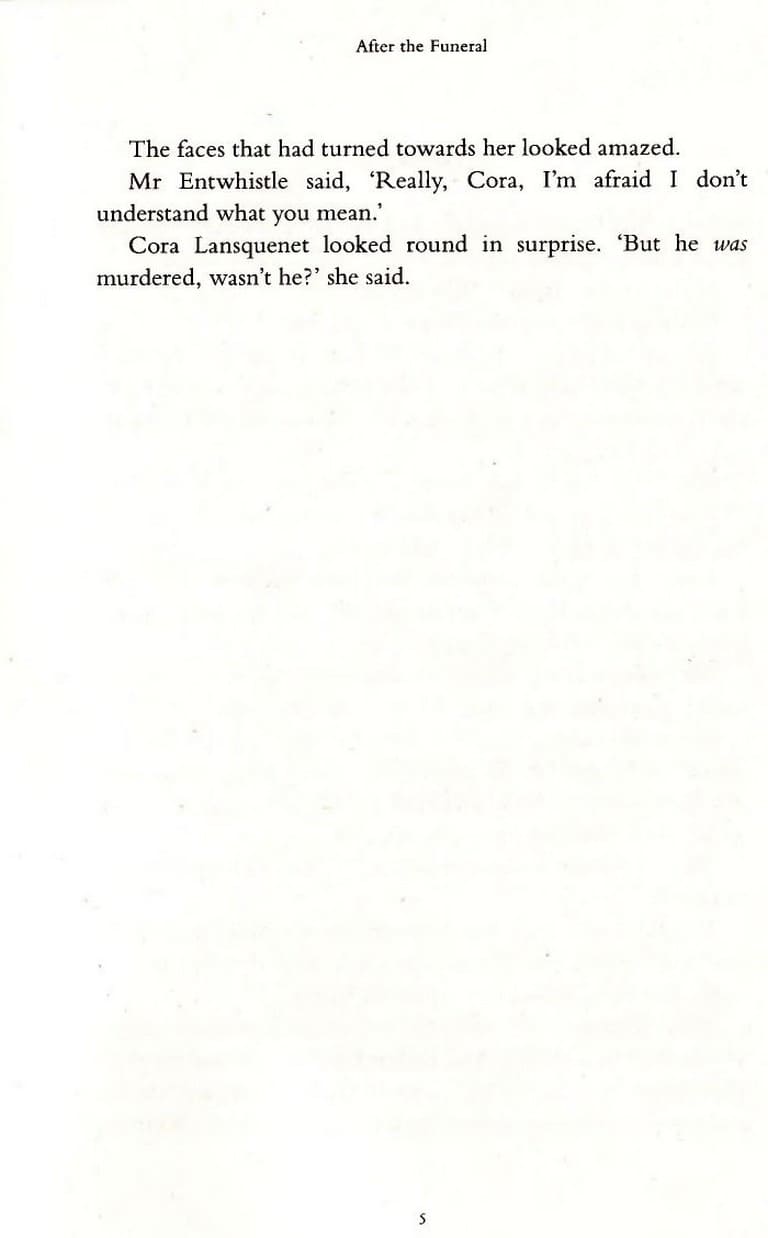 After the Funeral
The faces that had turned towards her looked amazed.
Mr Entwhistle said, ‘Really, Cora, I’m afraid I don’t
understand what you mean.’
Cora Lansquenet looked round in surprise. ‘But he was
murdered, wasn’t he?’ she said.
5